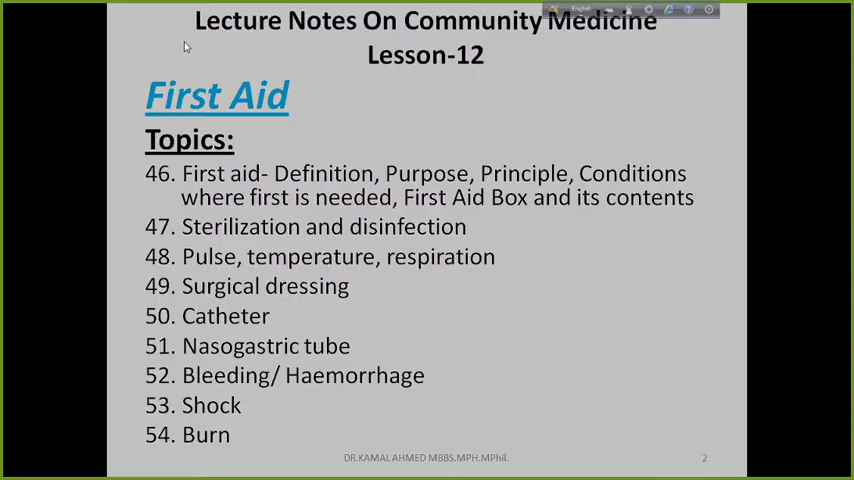 Lecture Notes On Community Medicine
English
Lesson-12
First Aid
Topics:
46. First aid- Definition, Purpose, Principle, Conditions
where first is needed, First Aid Box and its contents
47. Sterilization and disinfection
48. Pulse, temperature, respiration
49. Surgical dressing
50. Catheter
51. Nasogastric tube
52. Bleeding/ Haemorrhage
53. Shock
54. Burn
DR.KAMAL AHMED MBBS.MPH.MPhil.
2